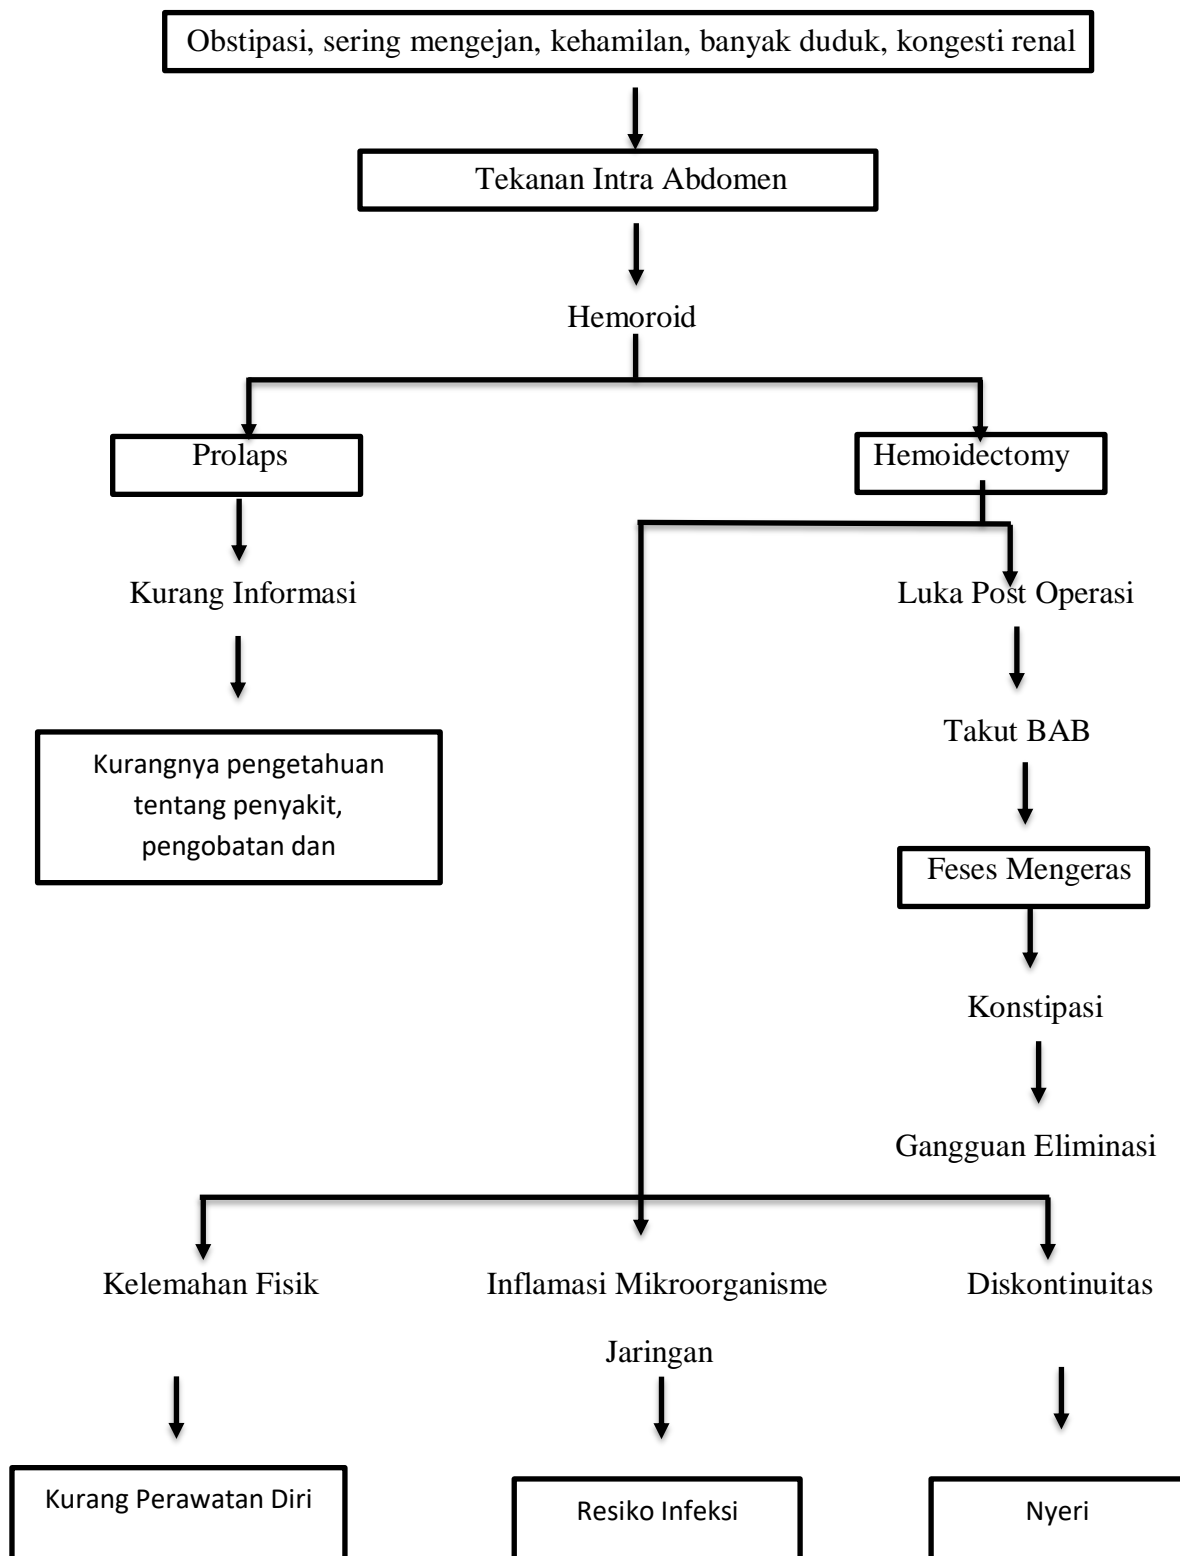 Obstipasi, sering mengejan, kehamilan, banyak duduk, kongesti renal
Tekanan Intra Abdomen
Hemoroid
Prolaps
Hemoidectomy
Kurang Informasi
Luka Post Operasi
Takut BAB
Kurangnya pengetahuan
tentang penyakit,
pengobatan dan
Feses Mengeras
Konstipasi
Gangguan Eliminasi
Kelemahan Fisik
Inflamasi Mikroorganisme
Jaringan
Diskontinuitas
Kurang Perawatan Diri
Resiko Infeksi
Nyeri